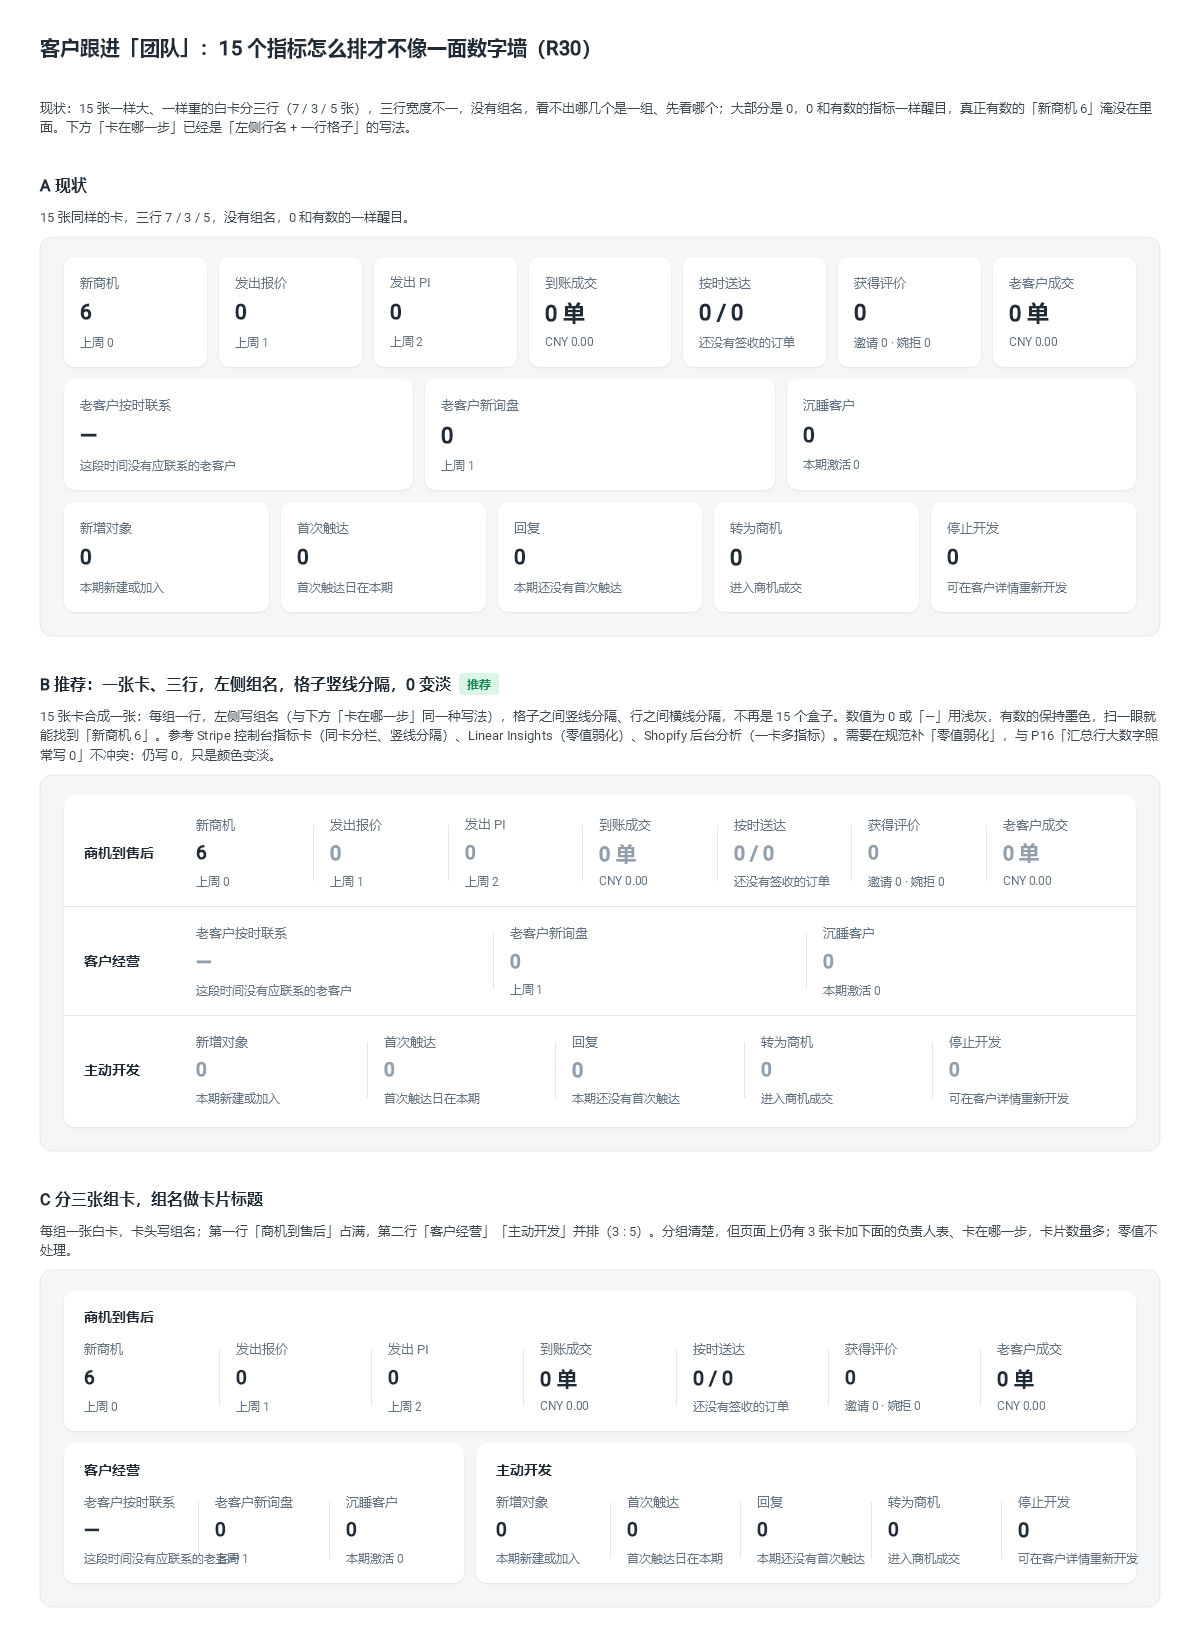 客户跟进「团队」：15 个指标怎么排才不像一面数字墙（R30）
现状：15 张一样大、一样重的白卡分三行（7 / 3 / 5 张），三行宽度不一，没有组名，看不出哪几个是一组、先看哪个；大部分是 0，0 和有数的指标一样醒目，真正有数的「新商机 6」淹没在里
面。下方「卡在哪一步」已经是「左侧行名 + 一行格子」的写法。
A 现状
15 张同样的卡，三行 7 / 3 / 5，没有组名，0 和有数的一样醒目。
新商机 发出报价 发出 PI 到账成交 按时送达 获得评价 老客户成交
6 0 0 0 单 0 / 0 0 0 单
上周 0 上周 1 上周 2 CNY 0.00 还没有签收的订单 邀请 0 · 婉拒 0 CNY 0.00
老客户按时联系 老客户新询盘 沉睡客户
— 0 0
这段时间没有应联系的老客户 上周 1 本期激活 0
新增对象 首次触达 回复 转为商机 停止开发
0 0 0 0 0
本期新建或加入 首次触达日在本期 本期还没有首次触达 进入商机成交 可在客户详情重新开发
B 推荐：一张卡、三行，左侧组名，格子竖线分隔，0 变淡 推荐
15 张卡合成一张：每组一行，左侧写组名（与下方「卡在哪一步」同一种写法），格子之间竖线分隔、行之间横线分隔，不再是 15 个盒子。数值为 0 或「—」用浅灰，有数的保持墨色，扫一眼就
能找到「新商机 6」。参考 Stripe 控制台指标卡（同卡分栏、竖线分隔）、Linear Insights（零值弱化）、Shopify 后台分析（一卡多指标）。需要在规范补「零值弱化」，与 P16「汇总行大数字照
常写 0」不冲突：仍写 0，只是颜色变淡。
新商机 发出报价 发出 PI 到账成交 按时送达 获得评价 老客户成交
商机到售后 6 0 0 0 单 0 / 0 0 0 单
上周 0 上周 1 上周 2 CNY 0.00 还没有签收的订单 邀请 0 · 婉拒 0 CNY 0.00
老客户按时联系 老客户新询盘 沉睡客户
客户经营 — 0 0
这段时间没有应联系的老客户 上周 1 本期激活 0
新增对象 首次触达 回复 转为商机 停止开发
主动开发 0 0 0 0 0
本期新建或加入 首次触达日在本期 本期还没有首次触达 进入商机成交 可在客户详情重新开发
C 分三张组卡，组名做卡片标题
每组一张白卡，卡头写组名；第一行「商机到售后」占满，第二行「客户经营」「主动开发」并排（3 : 5）。分组清楚，但页面上仍有 3 张卡加下面的负责人表、卡在哪一步，卡片数量多；零值不
处理。
商机到售后
新商机 发出报价 发出 PI 到账成交 按时送达 获得评价 老客户成交
6 0 0 0 单 0 / 0 0 0 单
上周 0 上周 1 上周 2 CNY 0.00 还没有签收的订单 邀请 0 · 婉拒 0 CNY 0.00
客户经营
老客户按时联系 老客户新询盘 沉睡客户
— 0 0
这段时间没有应联系的老客户 上周 1 本期激活 0
主动开发
新增对象 首次触达 回复 转为商机 停止开发
0 0 0 0 0
本期新建或加入 首次触达日在本期 本期还没有首次触达 进入商机成交 可在客户详情重新开发